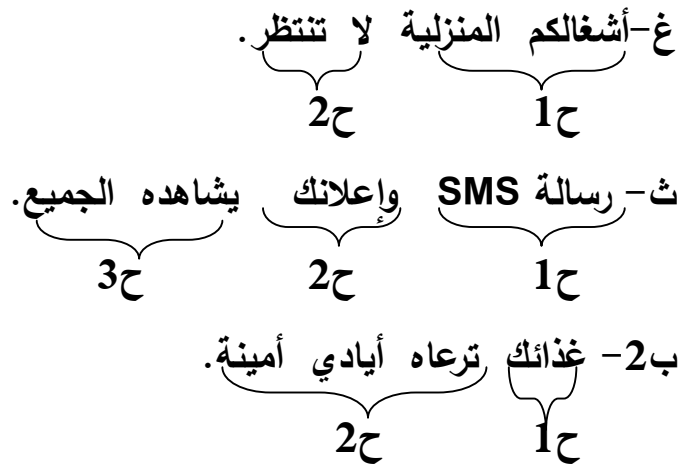 غ-أشغالكم المنزلية لا تنتظر.
ح1 ح2
ث- رسالة SMS وإعلانك يشاهده الجميع.
ح1 ح2 ح3
ب2- غذائك ترعاه أيادي أمينة.
ح1 ح2